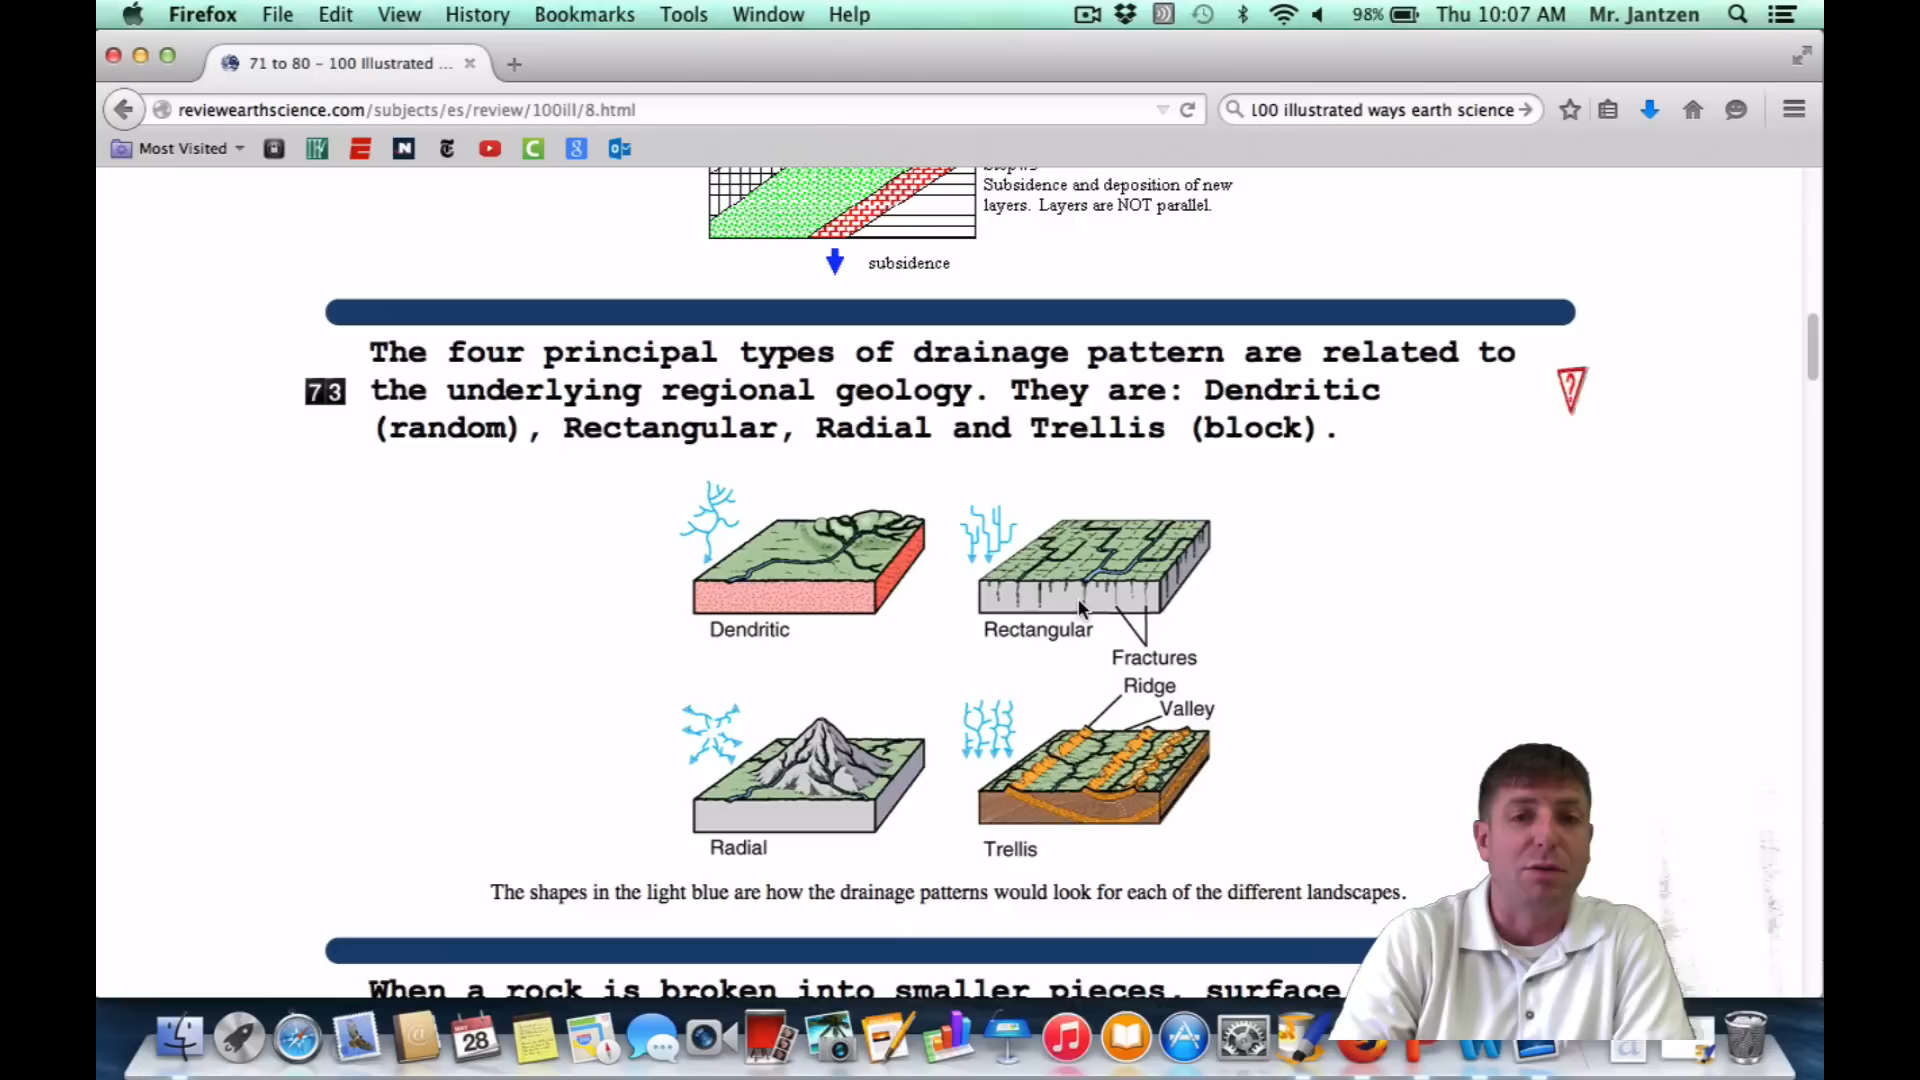 Firefox File Edit View History Bookmarks Tools Window Help 98% Thu 10:07 AM Mr. Jantzen
71 to 80 - 100 Illustrated ...
reviewearthscience.com/subjects/es/review/100ill/8.html
100 illustrated ways earth science
Most Visited
Subsidence and deposition of new
layers. Layers are NOT parallel.
subsidence
73
The four principal types of drainage pattern are related to
the underlying regional geology. They are: Dendritic
(random), Rectangular, Radial and Trellis (block).
?
Dendritic
Rectangular
Fractures
Ridge
Valley
Radial
Trellis
The shapes in the light blue are how the drainage patterns would look for each of the different landscapes.
When a rock is broken into smaller pieces, surface
28